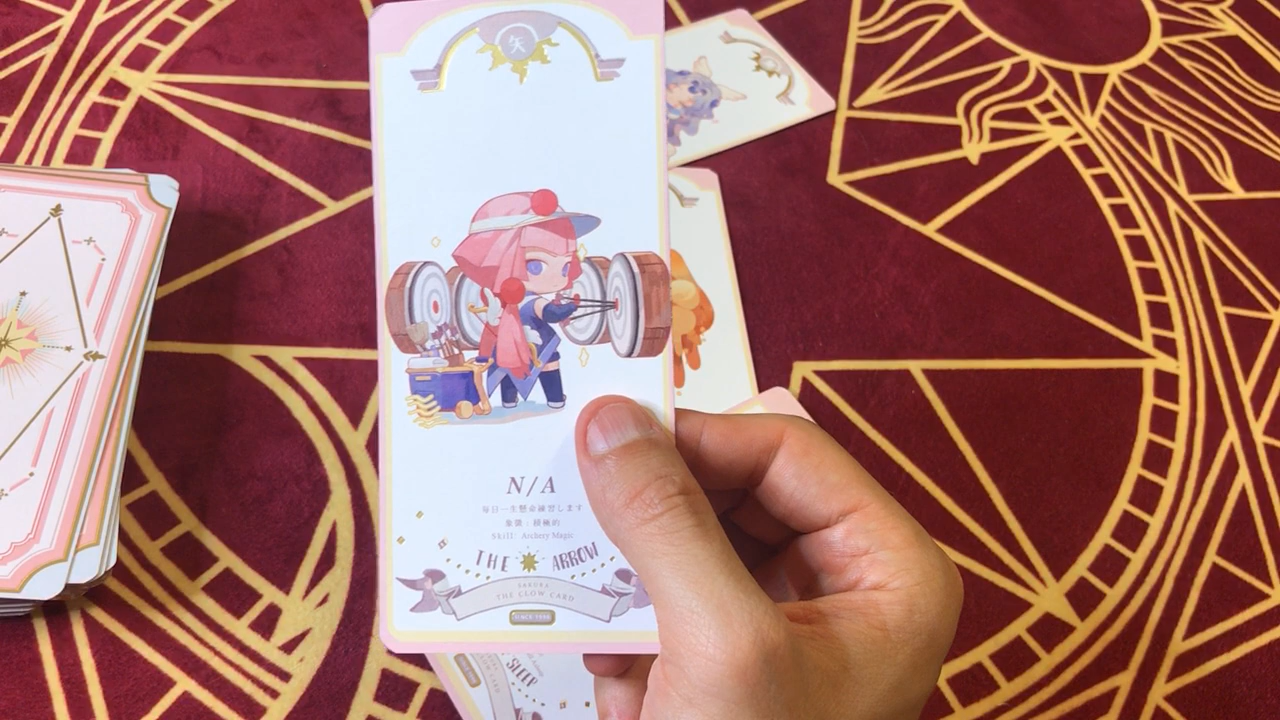 矢
N/A
毎日一生懸命練習します
象徴：積極的
Skill: Archery Magic
THE ARROW
SAKURA
THE CLOW CARD
SLEEP